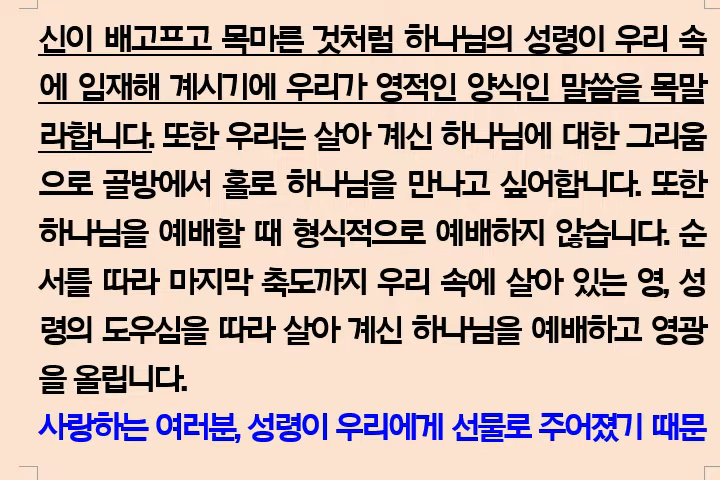 신이 배고프고 목마른 것처럼 하나님의 성령이 우리 속
에 임재해 계시기에 우리가 영적인 양식인 말씀을 목말
라합니다. 또한 우리는 살아 계신 하나님에 대한 그리움
으로 골방에서 홀로 하나님을 만나고 싶어합니다. 또한
하나님을 예배할 때 형식적으로 예배하지 않습니다. 순
서를 따라 마지막 축도까지 우리 속에 살아 있는 영, 성
령의 도우심을 따라 살아 계신 하나님을 예배하고 영광
을 올립니다.
사랑하는 여러분, 성령이 우리에게 선물로 주어졌기 때문